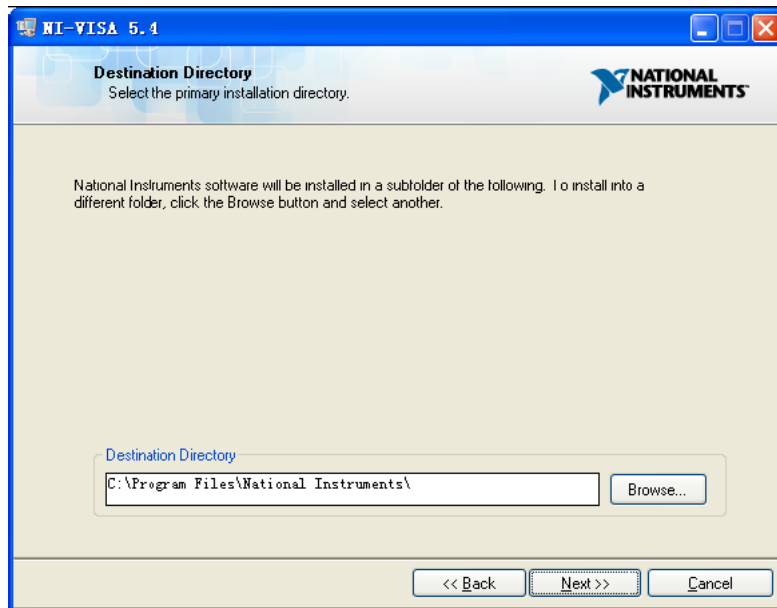 NI-VISA 5.4
Destination Directory
Select the primary installation directory.
NATIONAL
INSTRUMENTS
National Instruments software will be installed in a subfolder of the following. To install into a
different folder, click the Browse button and select another.
Destination Directory
C:\Program Files\National Instruments\
Browse...
<< Back
Next >>
Cancel